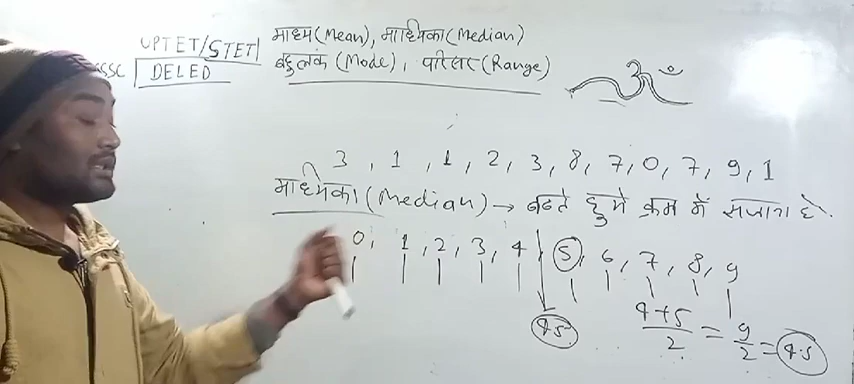 UPTET/STET/
SSC DELED
माध्य (Mean), माध्यिका (Median)
बहुलक (Mode), परिसर (Range)
ॐ
3, 1, 1, 2, 3, 8, 7, 0, 7, 9, 1
माध्यिका (Median) → बढते हुये क्रम में सजाना है.
0, 1, 2, 3, 4, 5, 6, 7, 8, 9
4.5
4+5/2 = 9/2 = 4.5